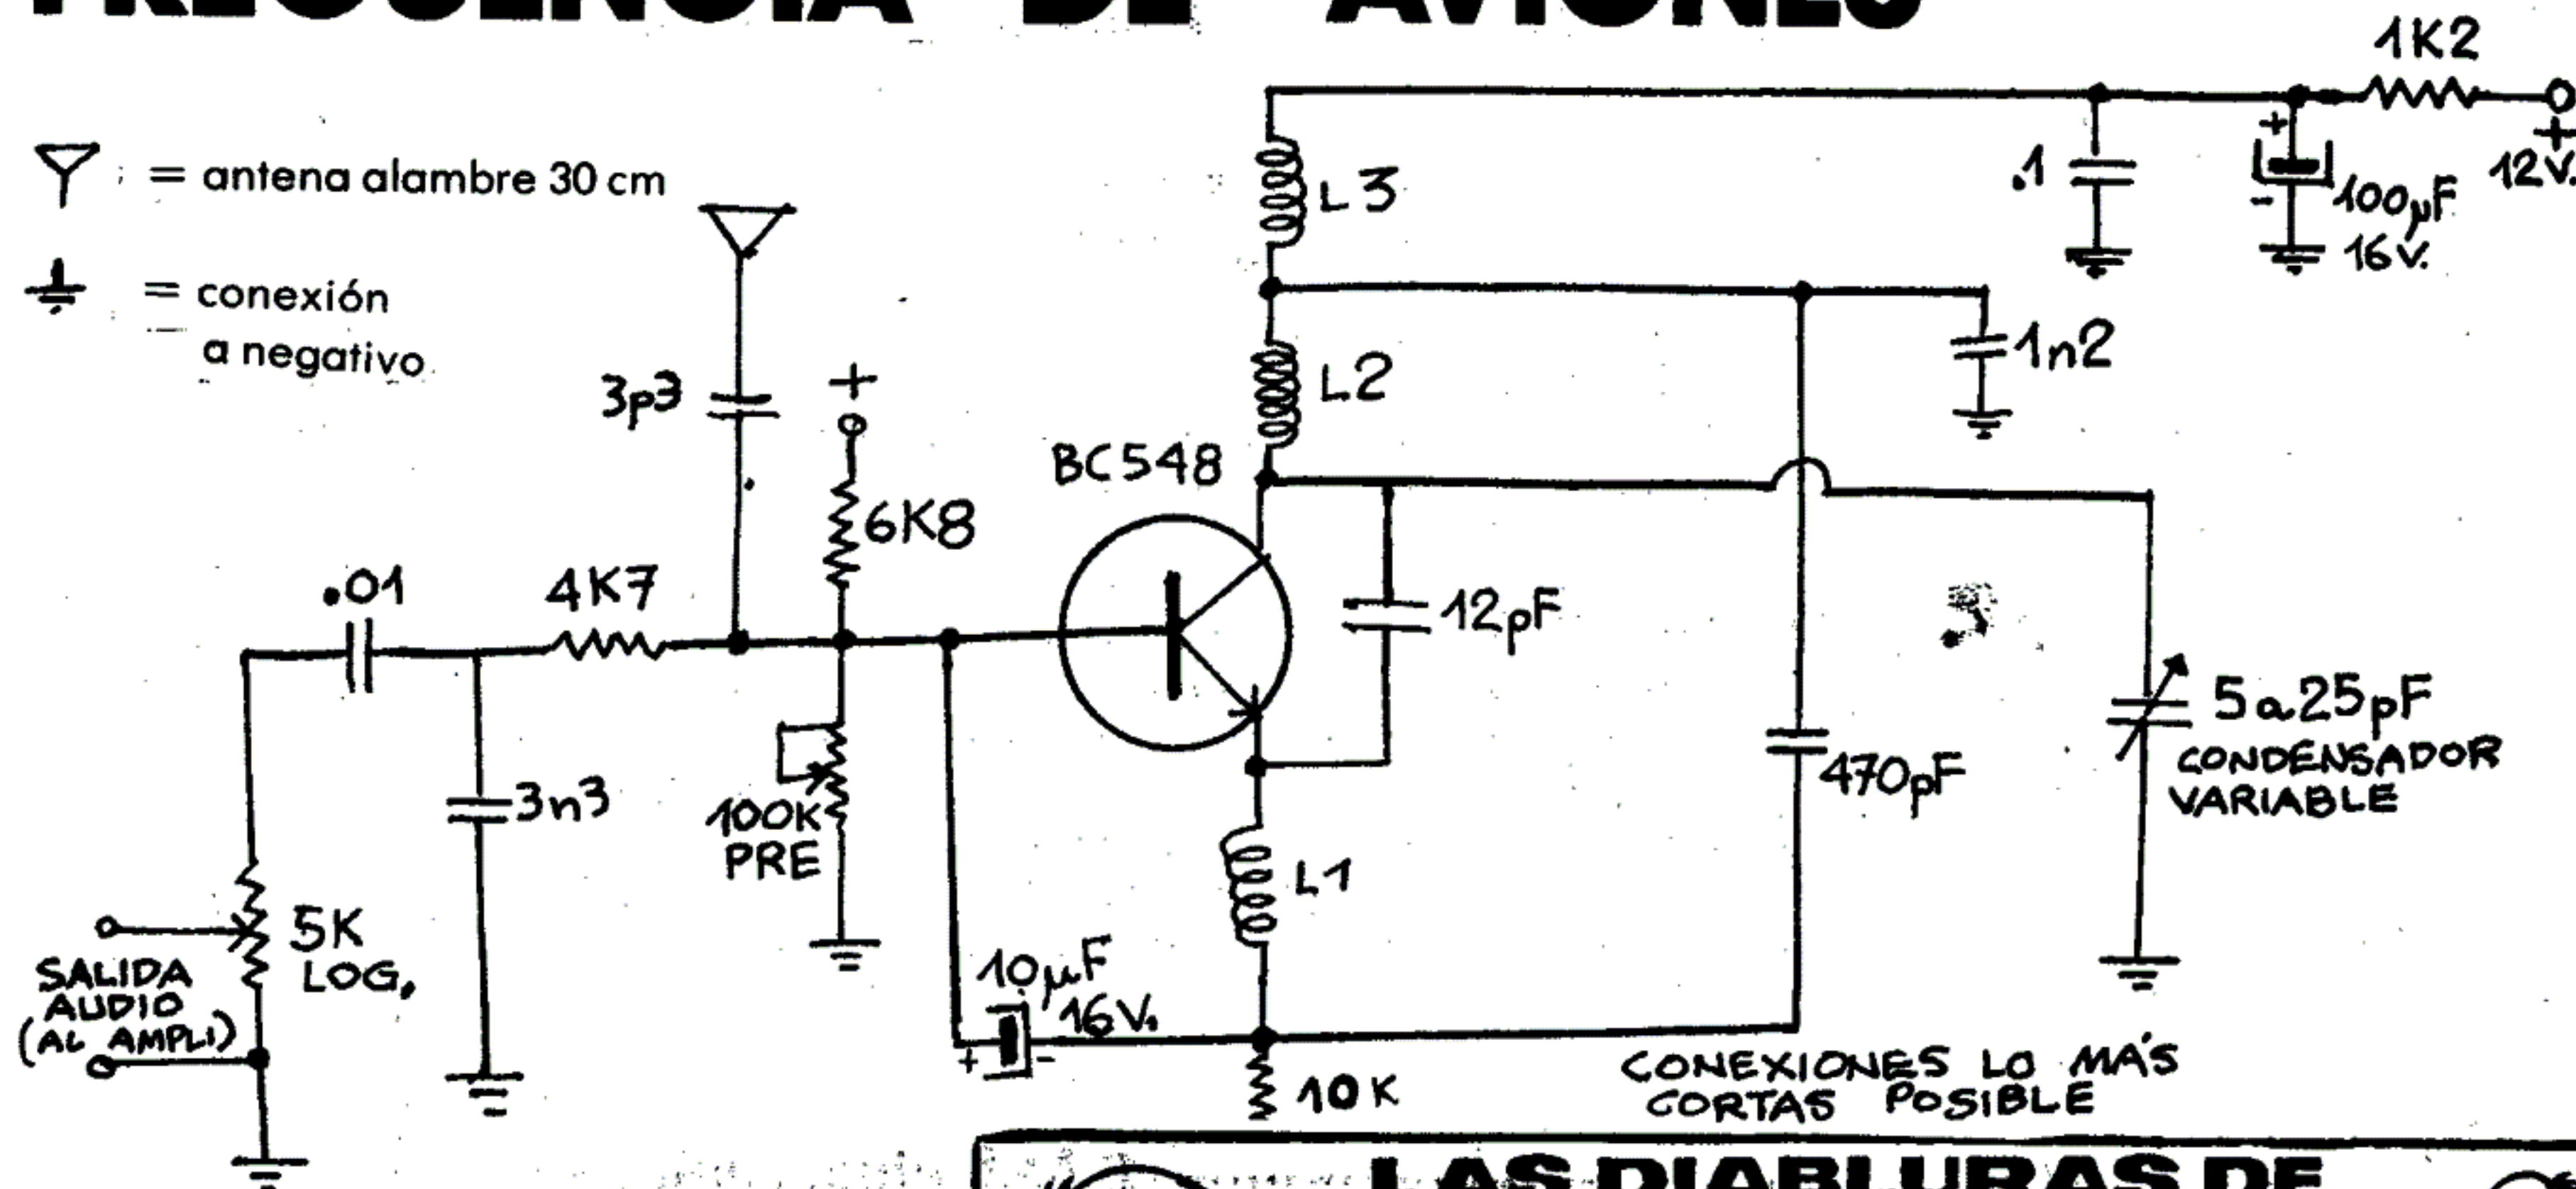 FRECUENCIA DE AVIONES
= antena alambre 30 cm
= conexión
a negativo
1K2
+
12V.
.1
+
-
100µF
16V.
L3
1n2
L2
3p3
+
6K8
BC548
.01
4K7
12pF
5a25pF
CONDENSADOR
VARIABLE
470pF
3n3
100K
PRE
L1
5K
LOG.
SALIDA
AUDIO
(AL AMPLI)
10µF
16V.
+
-
10K
CONEXIONES LO MÁS
CORTAS POSIBLE
LAS DIABLURAS DE